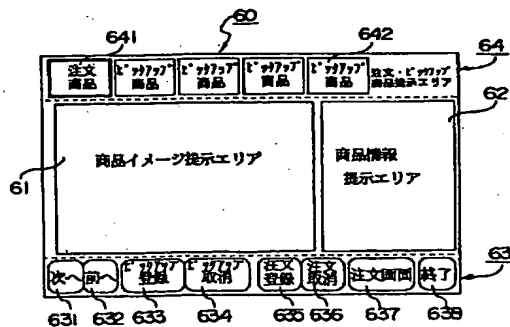 60
641
642
注文商品
ピックアップ商品
ピックアップ商品
ピックアップ商品
ピックアップ商品
注文・ピックアップ商品提示エリア
64
62
商品イメージ提示エリア
商品情報
提示エリア
61
次へ
前へ
ピックアップ登録
ピックアップ取消
注文登録
注文取消
注文画面
終了
63
631
632
633
634
635
636
637
638